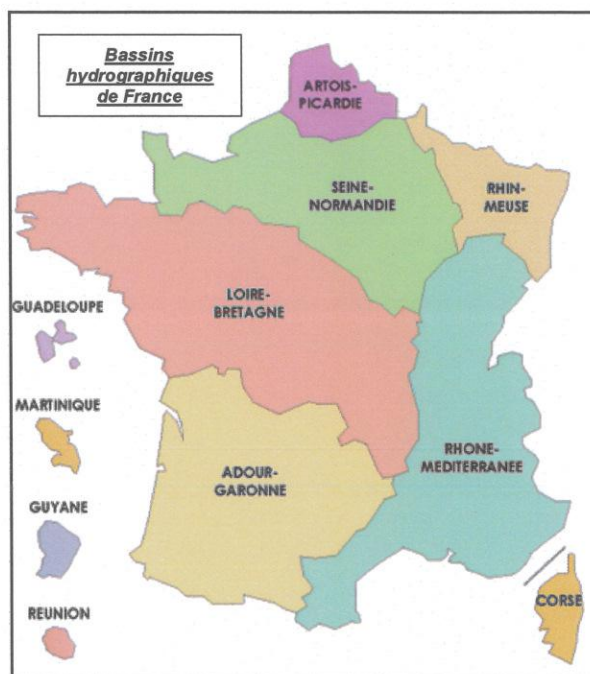 Bassins
hydrographiques
de France
ARTOIS-
PICARDIE
SEINE-
NORMANDIE
RHIN-
MEUSE
LOIRE-
BRETAGNE
GUADELOUPE
MARTINIQUE
RHONE-
MEDITERRANEE
ADOUR-
GARONNE
GUYANE
CORSE
REUNION